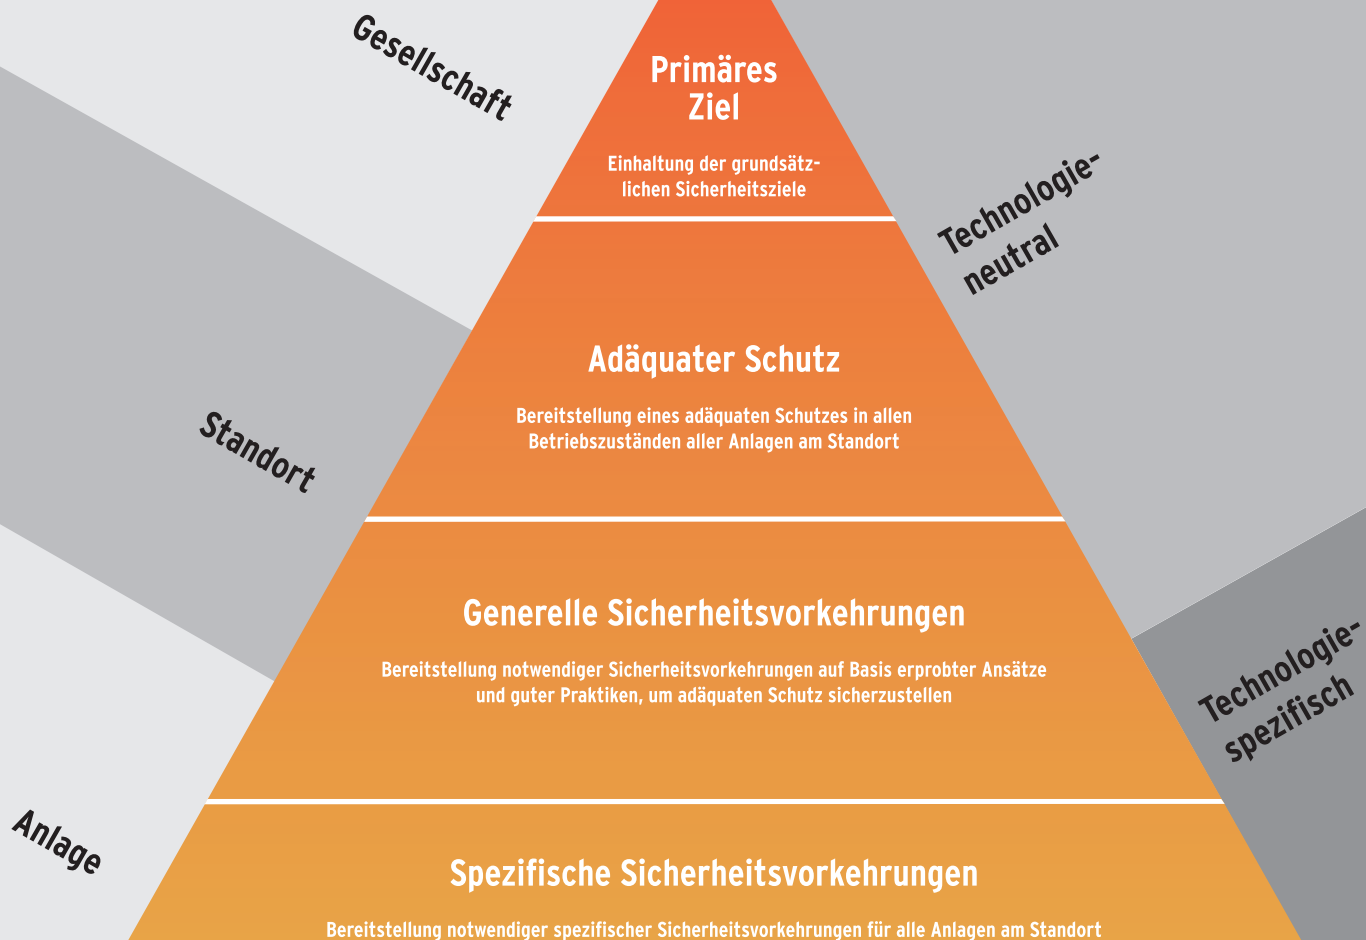 Gesellschaft
Primäres
Ziel
Einhaltung der grundsätz-
lichen Sicherheitsziele
Technologie-
neutral
Adäquater Schutz
Bereitstellung eines adäquaten Schutzes in allen
Betriebszuständen aller Anlagen am Standort
Standort
Generelle Sicherheitsvorkehrungen
Bereitstellung notwendiger Sicherheitsvorkehrungen auf Basis erprobter Ansätze
und guter Praktiken, um adäquaten Schutz sicherzustellen
Technologie-
spezifisch
Anlage
Spezifische Sicherheitsvorkehrungen
Bereitstellung notwendiger spezifischer Sicherheitsvorkehrungen für alle Anlagen am Standort